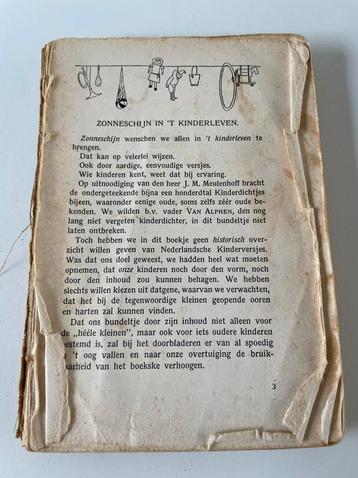 ZONNESCHIJN IN 'T KINDERLEVEN.
Zonneschijn wenschen we allen in 't kinderleven te
brengen.
Dat kan op velerlei wijzen.
Ook door aardige, eenvoudige versjes.
Wie kinderen kent, weet dat bij ervaring.
Op uitnoodiging van den heer J. M. Meulenhoff bracht
de ondergeteekende bijna een honderdtal Kinderdichtjes
bijeen, waaronder eenige oude, soms zelfs zéér oude be-
kenden. We wilden b.v. vader VAN ALPHEN, den nog
lang niet vergeten kinderdichter, in dit bundeltje niet
laten ontbreken.
Toch hebben we in dit boekje geen historisch over-
zicht willen geven van Nederlandsche Kinderversjes.
Was dat ons doel geweest, we hadden heel wat moeten
opnemen, dat onze kinderen noch door den vorm, noch
door den inhoud zou kunnen behagen. We hebben
slechts willen kiezen uit datgene, waarvan we verwachten,
dat het bij de tegenwoordige kleinen geopende ooren
en harten zal kunnen vinden.
Dat ons bundeltje door zijn inhoud niet alleen voor
de „hééle kleinen", maar ook voor iets oudere kinderen
bestemd is, zal bij het doorbladeren er van al spoedig
in 't oog vallen en naar onze overtuiging de bruik-
baarheid van het boekske verhoogen.
3